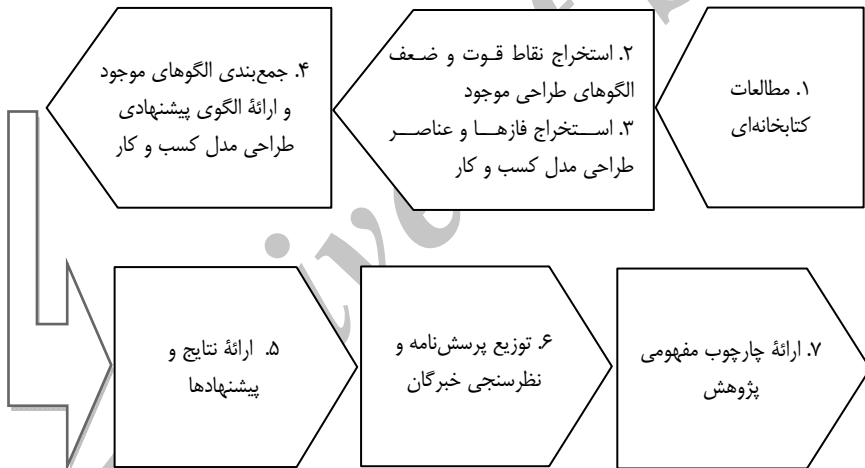 ۱. مطالعات
کتابخانه‌ای
۲. استخراج نقاط قوت و ضعف
الگوهای طراحی موجود
۳. استخراج فازها و عناصر
طراحی مدل کسب و کار
۴. جمع‌بندی الگوهای موجود
و ارائهٔ الگوی پیشنهادی
طراحی مدل کسب و کار
۵. ارائهٔ نتایج و
پیشنهادها
۶. توزیع پرسش‌نامه و
نظرسنجی خبرگان
۷. ارائهٔ چارچوب مفهومی
پژوهش